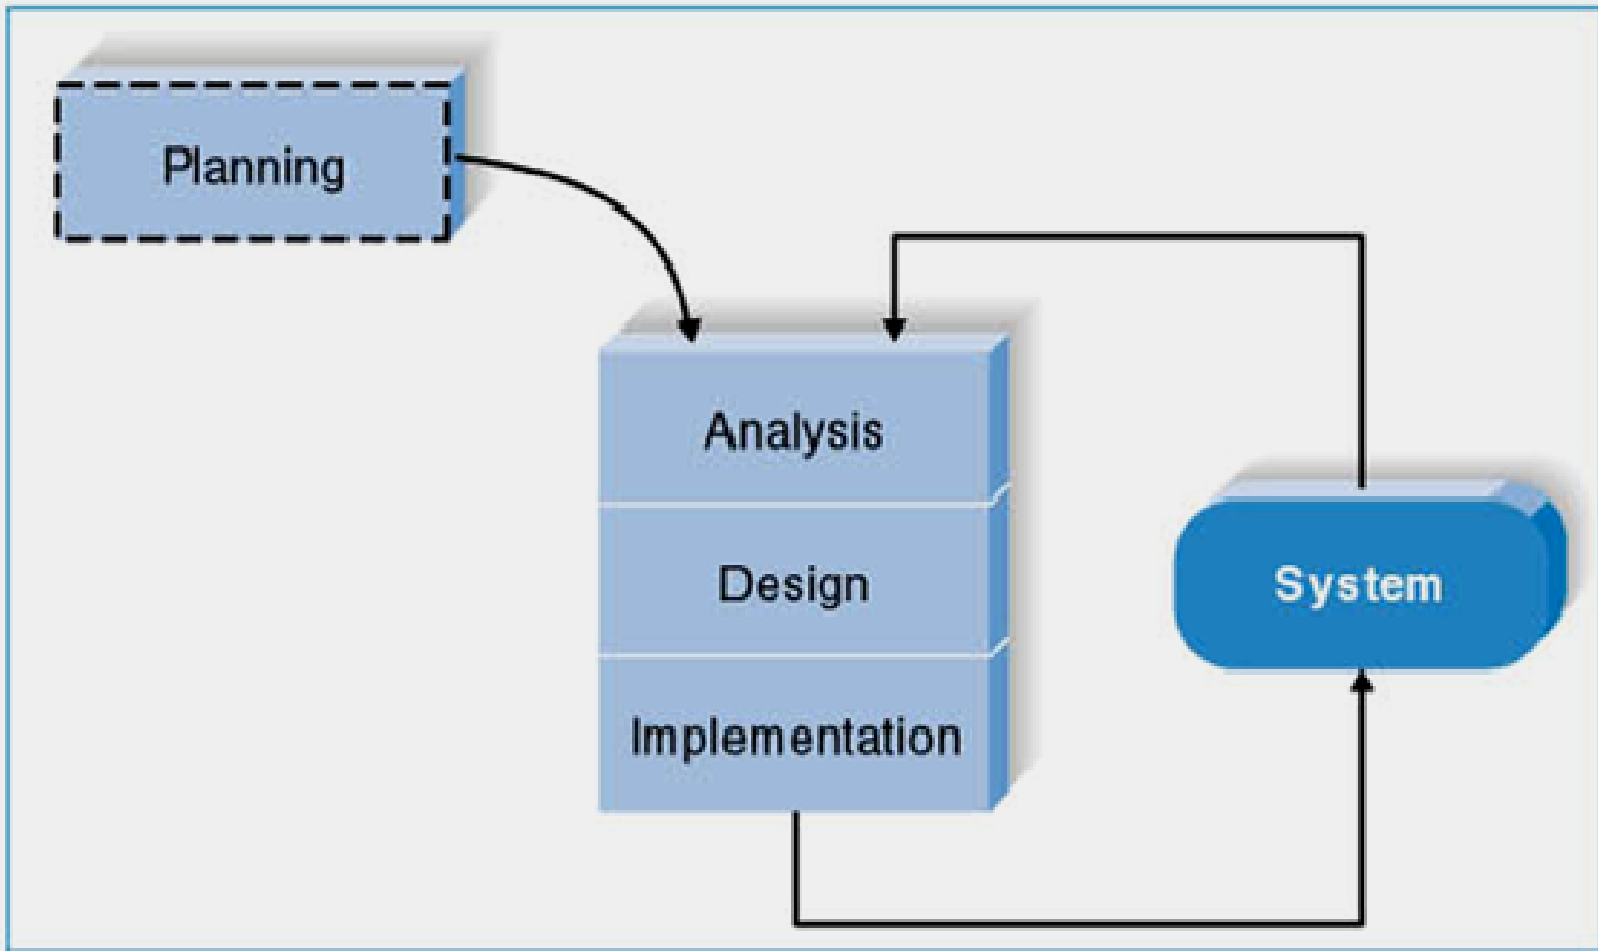 Planning
Analysis
Design
Implementation
System